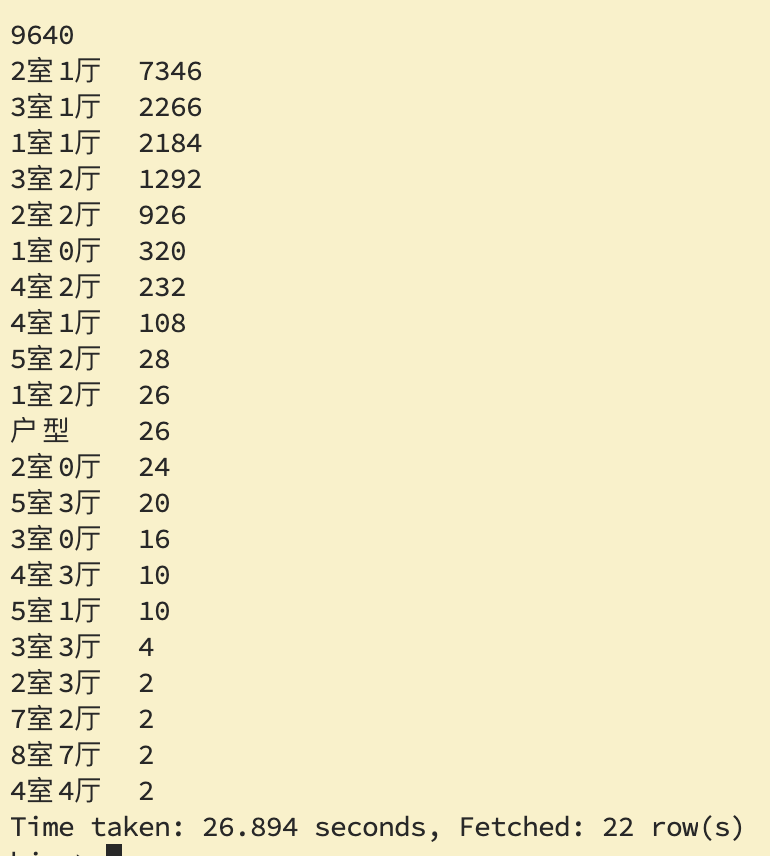 9640
2室1厅 7346
3室1厅 2266
1室1厅 2184
3室2厅 1292
2室2厅 926
1室0厅 320
4室2厅 232
4室1厅 108
5室2厅 28
1室2厅 26
户型 26
2室0厅 24
5室3厅 20
3室0厅 16
4室3厅 10
5室1厅 10
3室3厅 4
2室3厅 2
7室2厅 2
8室7厅 2
4室4厅 2
Time taken: 26.894 seconds, Fetched: 22 row(s)